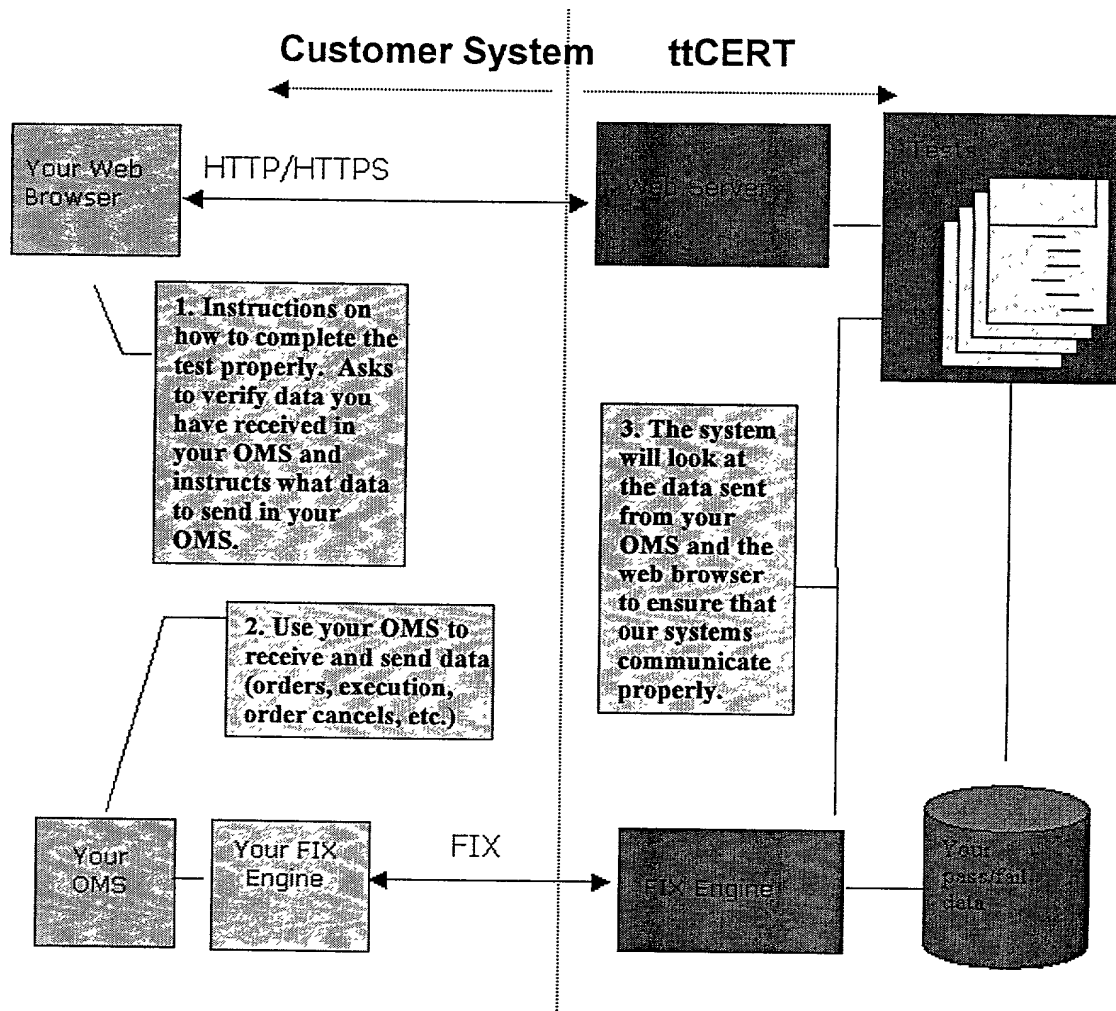 Customer System ttCERT
Your Web
Browser
HTTP/HTTPS
Web Server
Tests
1. Instructions on
how to complete the
test properly. Asks
to verify data you
have received in
your OMS and
instructs what data
to send in your
OMS.
3. The system
will look at
the data sent
from your
OMS and the
web browser
to ensure that
our systems
communicate
properly.
2. Use your OMS to
receive and send data
(orders, execution,
order cancels, etc.)
Your
OMS
Your FIX
Engine
FIX
FIX Engine
Your
pass/fail
data